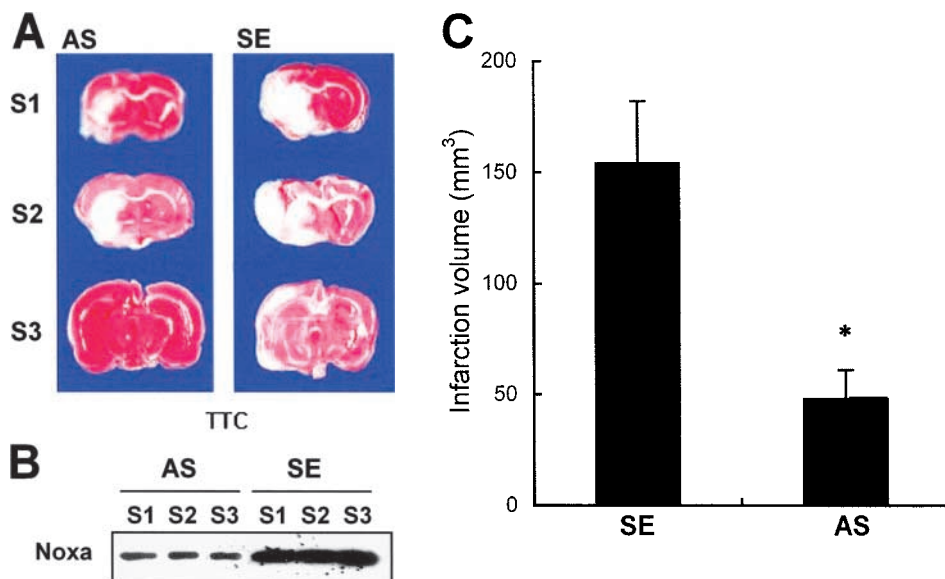 A
AS SE
S1
S2
S3
TTC
B
AS SE
S1 S2 S3 S1 S2 S3
Noxa
C
Infarction volume (mm³)
200
150
100
50
0
*
SE AS